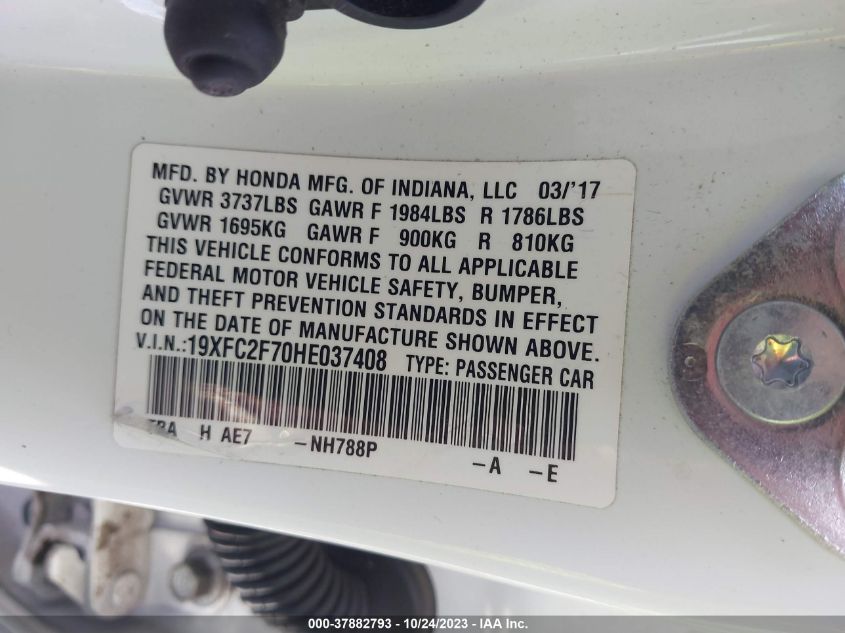 MFD. BY HONDA MFG. OF INDIANA, LLC 03/'17
GVWR 3737LBS GAWR F 1984LBS R 1786LBS
GVWR 1695KG GAWR F 900KG R 810KG
THIS VEHICLE CONFORMS TO ALL APPLICABLE
FEDERAL MOTOR VEHICLE SAFETY, BUMPER,
AND THEFT PREVENTION STANDARDS IN EFFECT
ON THE DATE OF MANUFACTURE SHOWN ABOVE.
V.I.N.:19XFC2F70HE037408 TYPE: PASSENGER CAR
H AE7 -NH788P -A -E
000-37882793 - 10/24/2023 - IAA Inc.